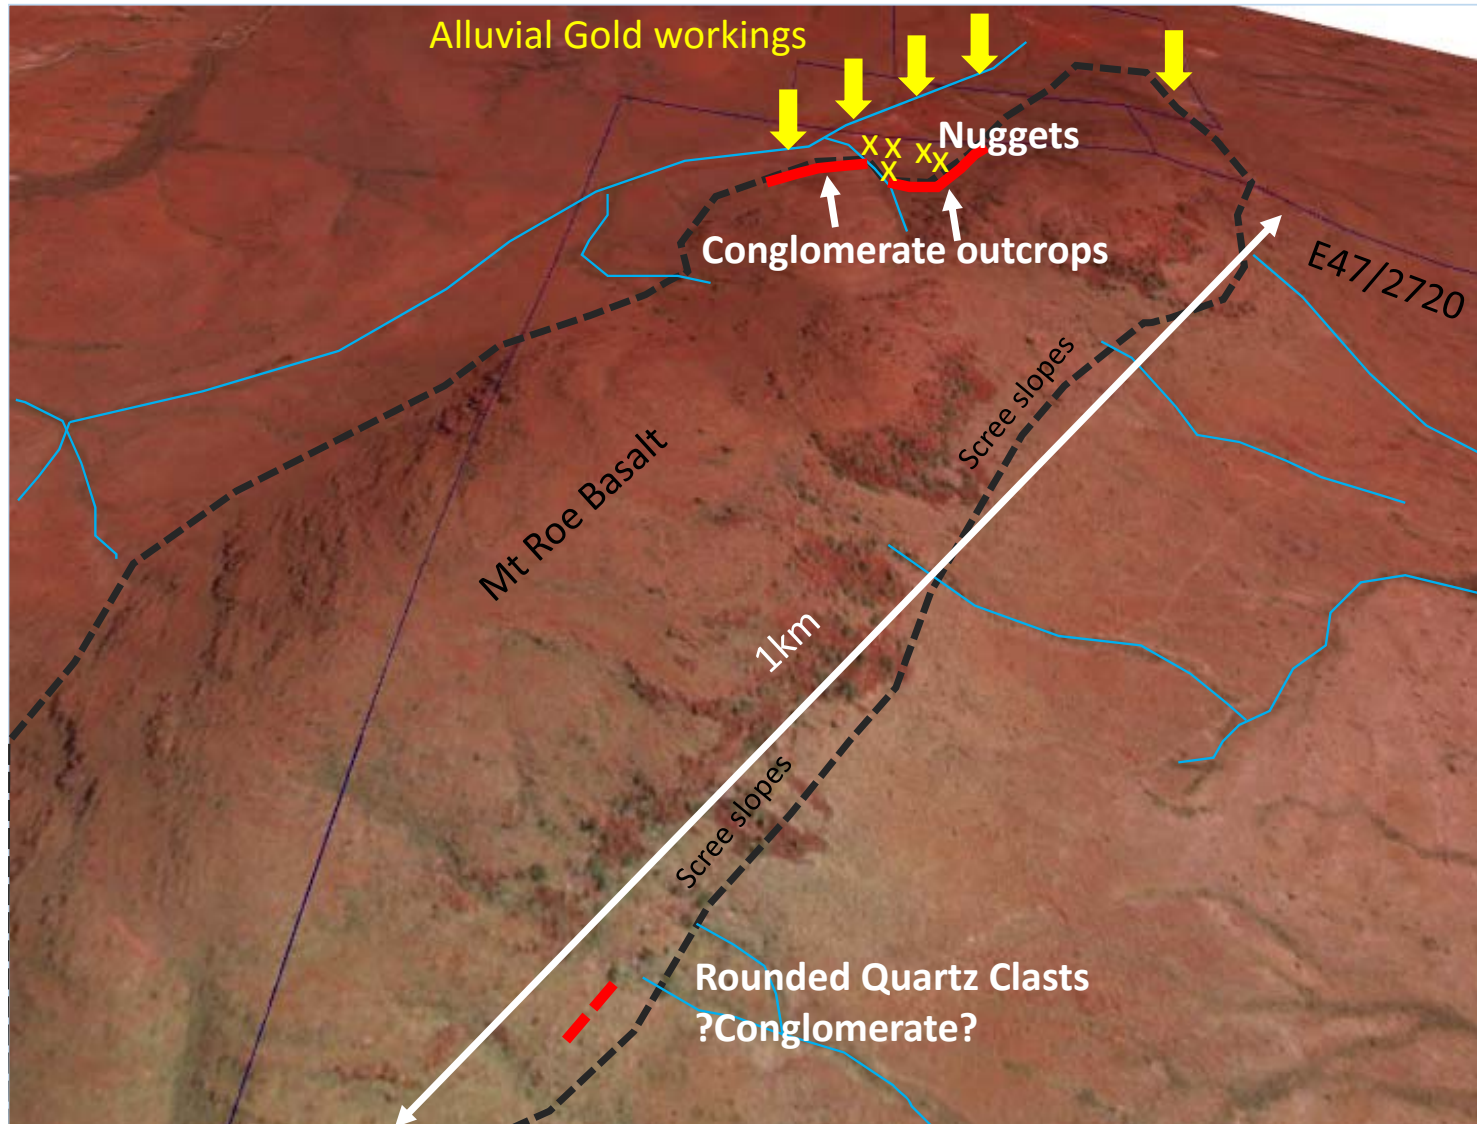 Alluvial Gold workings
x x x x x
Nuggets
Conglomerate outcrops
E47/2720
Scree slopes
Mt Roe Basalt
1km
Scree slopes
Rounded Quartz Clasts
?Conglomerate?